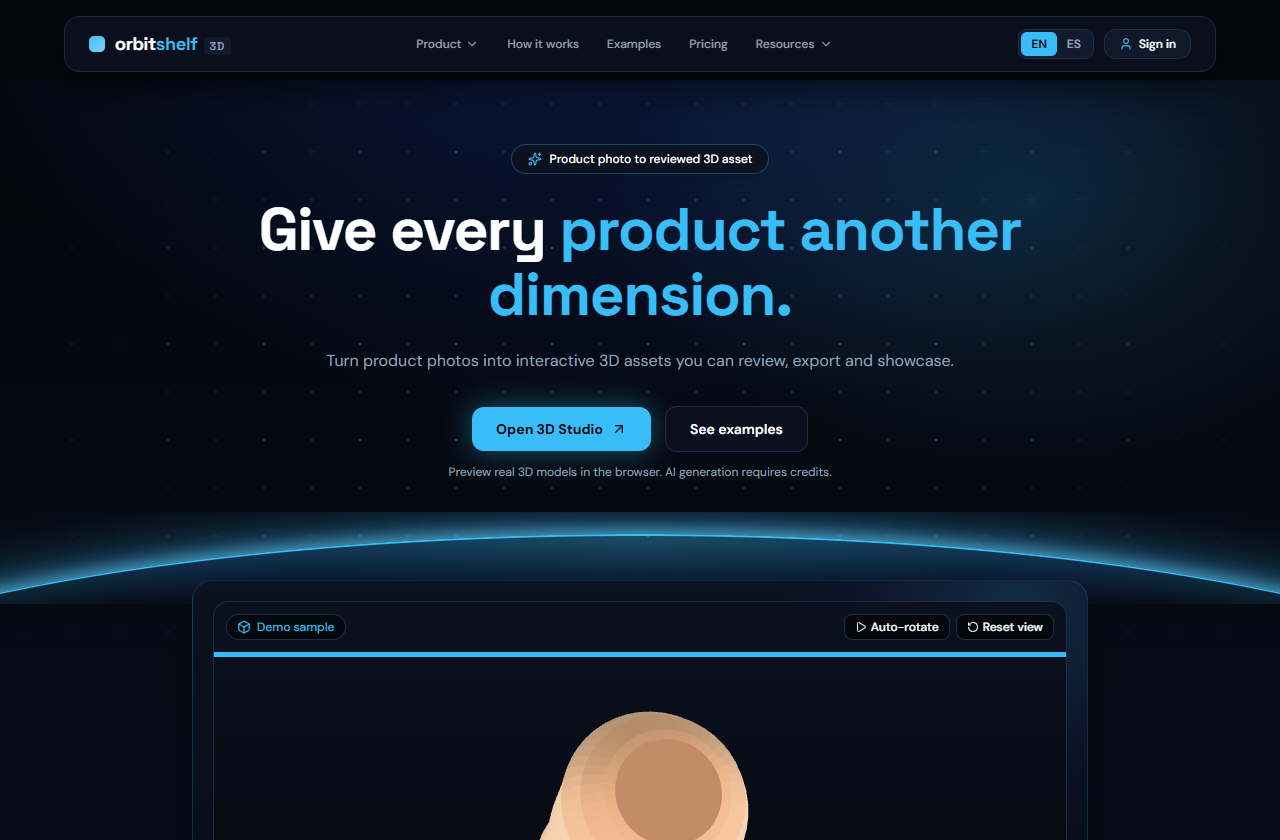 orbitshelf 3D
Product
How it works
Examples
Pricing
Resources
EN
ES
Sign in
Product photo to reviewed 3D asset
Give every product another
dimension.
Turn product photos into interactive 3D assets you can review, export and showcase.
Open 3D Studio
See examples
Preview real 3D models in the browser. AI generation requires credits.
Demo sample
Auto-rotate
Reset view